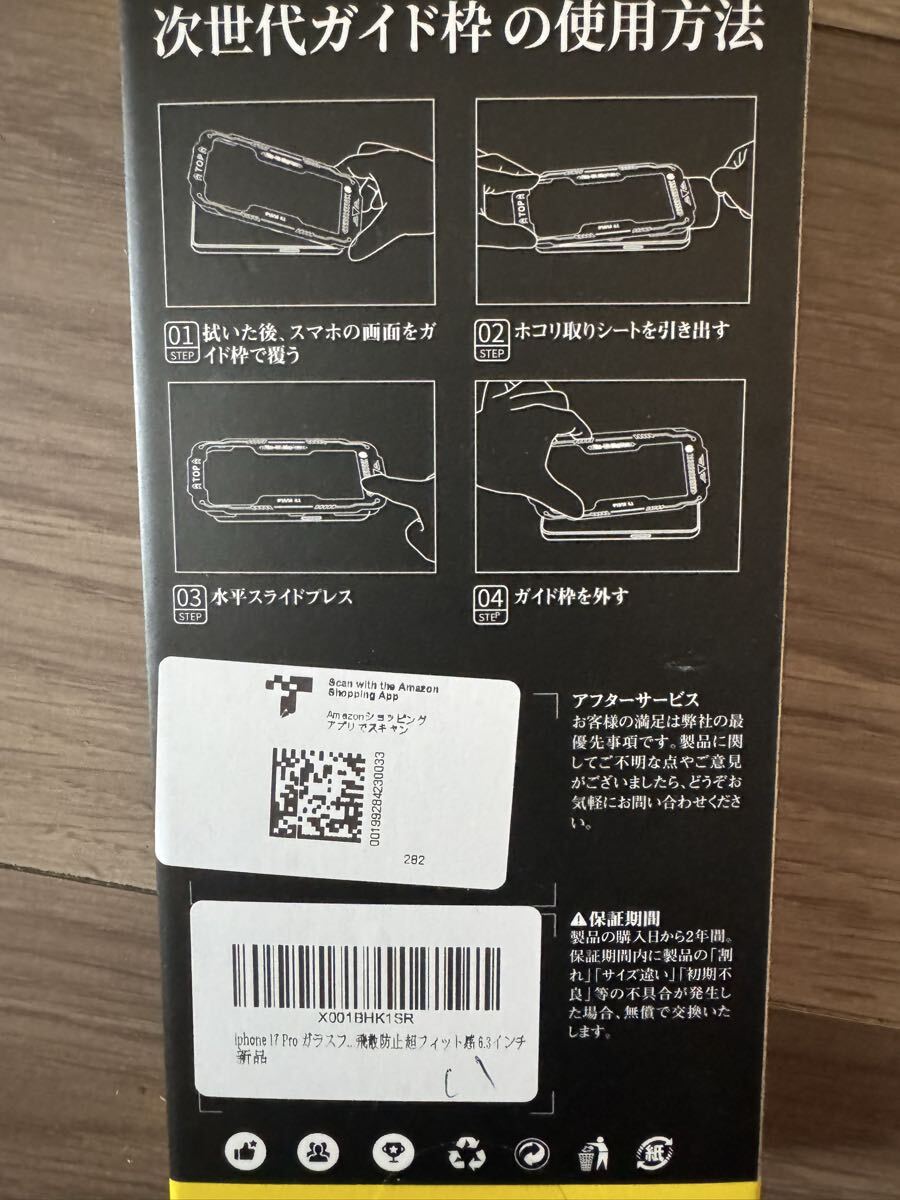 次世代ガイド枠の使用方法
TOP
TOP
01
STEP
拭いた後、スマホの画面をガ
イド枠で覆う
02
STEP
ホコリ取りシートを引き出す
TOP
03
STEP
水平スライドプレス
04
STEP
ガイド枠を外す
Scan with the Amazon
Shopping App
Amazonショッピング
アプリでスキャン
00199284230033
282
アフターサービス
お客様の満足は弊社の最
優先事項です。製品に関
してご不明な点やご意見
がございましたら、どうぞお
気軽にお問い合わせくださ
い。
保証期間
製品の購入日から2年間。
保証期間内に製品の「割
れ」「サイズ違い」「初期不
良」等の不具合が発生し
た場合、無償で交換いた
します。
X001BHK1SR
iphone 17 Pro ガラスフ... 飛散防止 超フィット感 6.3インチ
新品
紙